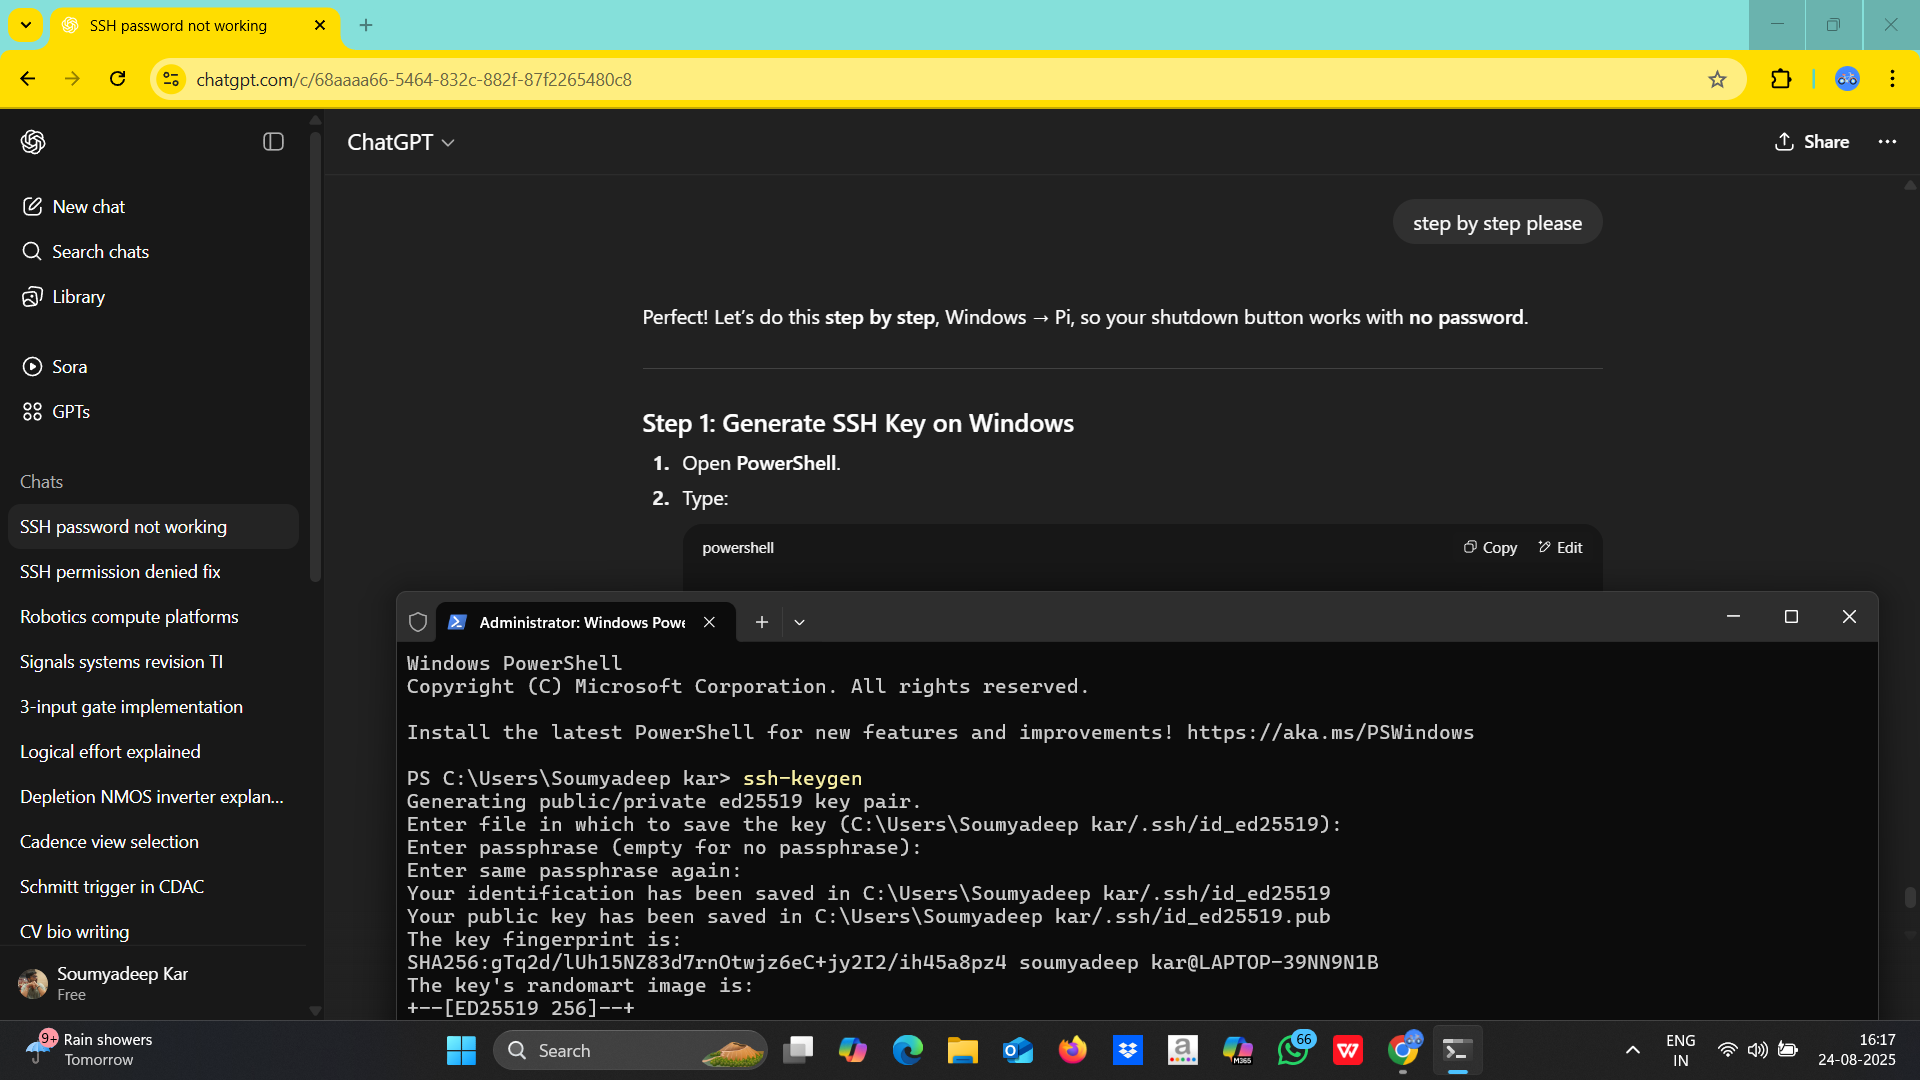 SSH password not working
chatgpt.com/c/68aaaa66-5464-832c-882f-87f2265480c8
ChatGPT
Share
New chat
Search chats
Library
Sora
GPTs
Chats
SSH password not working
SSH permission denied fix
Robotics compute platforms
Signals systems revision TI
3-input gate implementation
Logical effort explained
Depletion NMOS inverter explan...
Cadence view selection
Schmitt trigger in CDAC
CV bio writing
Soumyadeep Kar
Free
step by step please
Perfect! Let's do this step by step, Windows → Pi, so your shutdown button works with no password.
Step 1: Generate SSH Key on Windows
1. Open PowerShell.
2. Type:
powershell
Copy
Edit
Administrator: Windows Powe
Windows PowerShell
Copyright (C) Microsoft Corporation. All rights reserved.
Install the latest PowerShell for new features and improvements! https://aka.ms/PSWindows
PS C:\Users\Soumyadeep kar> ssh-keygen
Generating public/private ed25519 key pair.
Enter file in which to save the key (C:\Users\Soumyadeep kar/.ssh/id_ed25519):
Enter passphrase (empty for no passphrase):
Enter same passphrase again:
Your identification has been saved in C:\Users\Soumyadeep kar/.ssh/id_ed25519
Your public key has been saved in C:\Users\Soumyadeep kar/.ssh/id_ed25519.pub
The key fingerprint is:
SHA256:gTq2d/lUh15NZ83d7rnOtwjz6eC+jy2I2/ih45a8pz4 soumyadeep kar@LAPTOP-39NN9N1B
The key's randomart image is:
+--[ED25519 256]--+
9+
Rain showers
Tomorrow
Search
M365
66
ENG
IN
16:17
24-08-2025